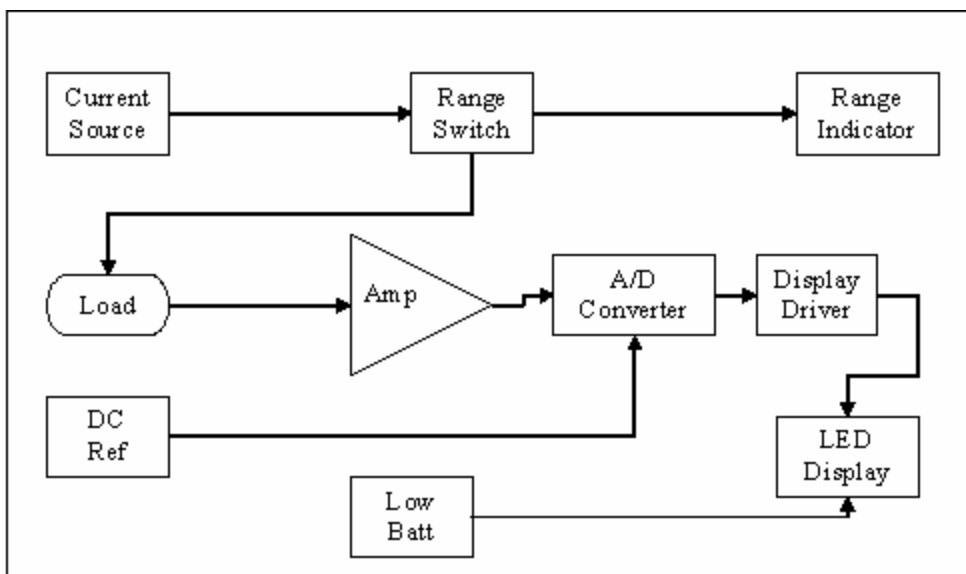 Current
Source
Range
Switch
Range
Indicator
Load
Amp
A/D
Converter
Display
Driver
DC
Ref
LED
Display
Low
Batt